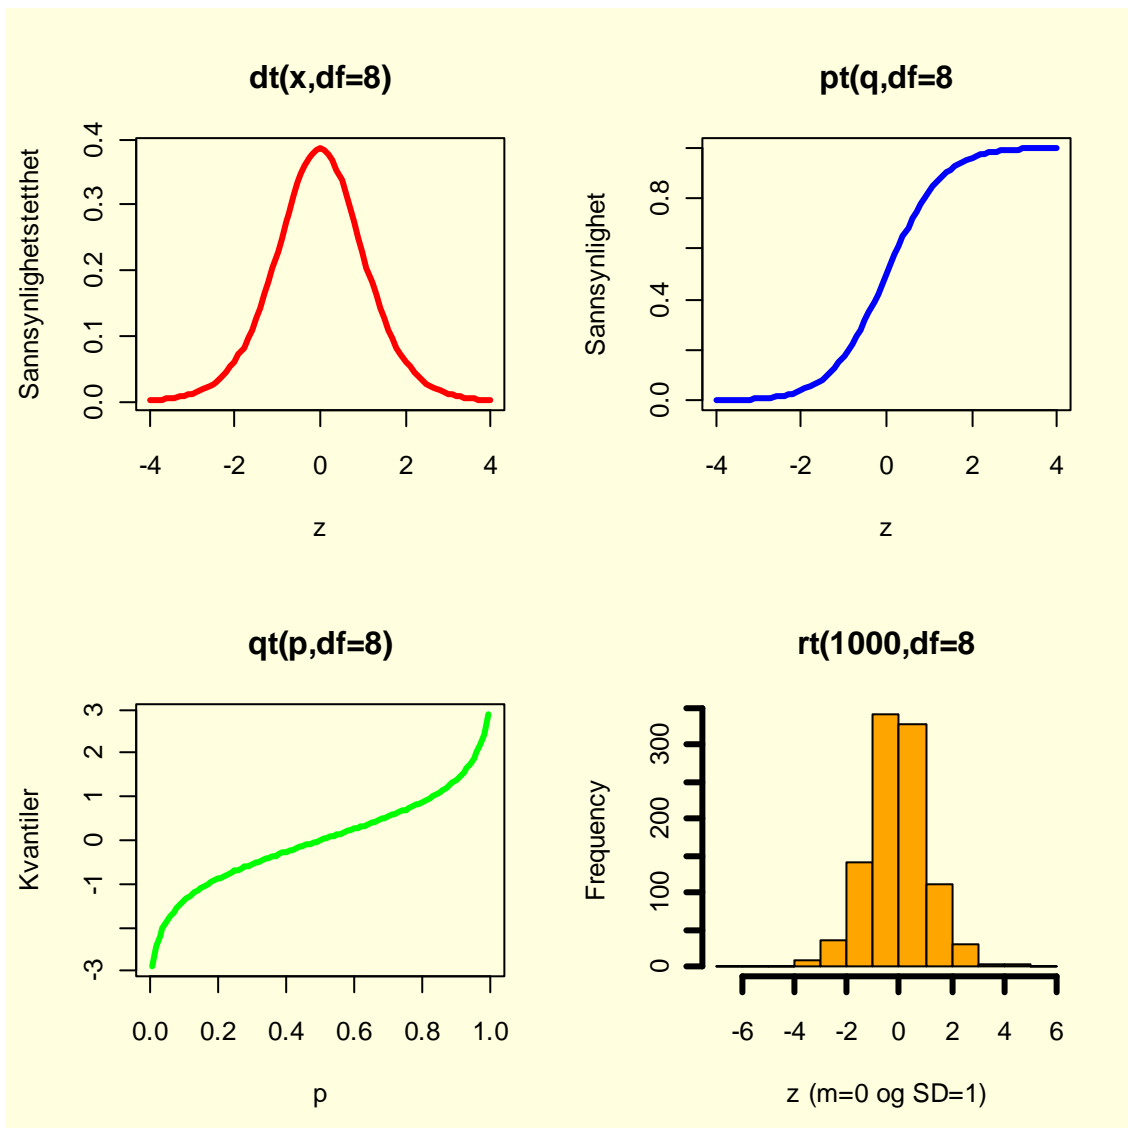 dt(x,df=8)
Sannsynlighetstetthet
0.4
0.3
0.2
0.1
0.0
-4 -2 0 2 4
z
pt(q,df=8
Sannsynlighet
0.8
0.4
0.0
-4 -2 0 2 4
z
qt(p,df=8)
Kvantiler
3
2
1
0
-1
-3
0.0 0.2 0.4 0.6 0.8 1.0
p
rt(1000,df=8
Frequency
300
200
100
0
-6 -4 -2 0 2 4 6
z (m=0 og SD=1)